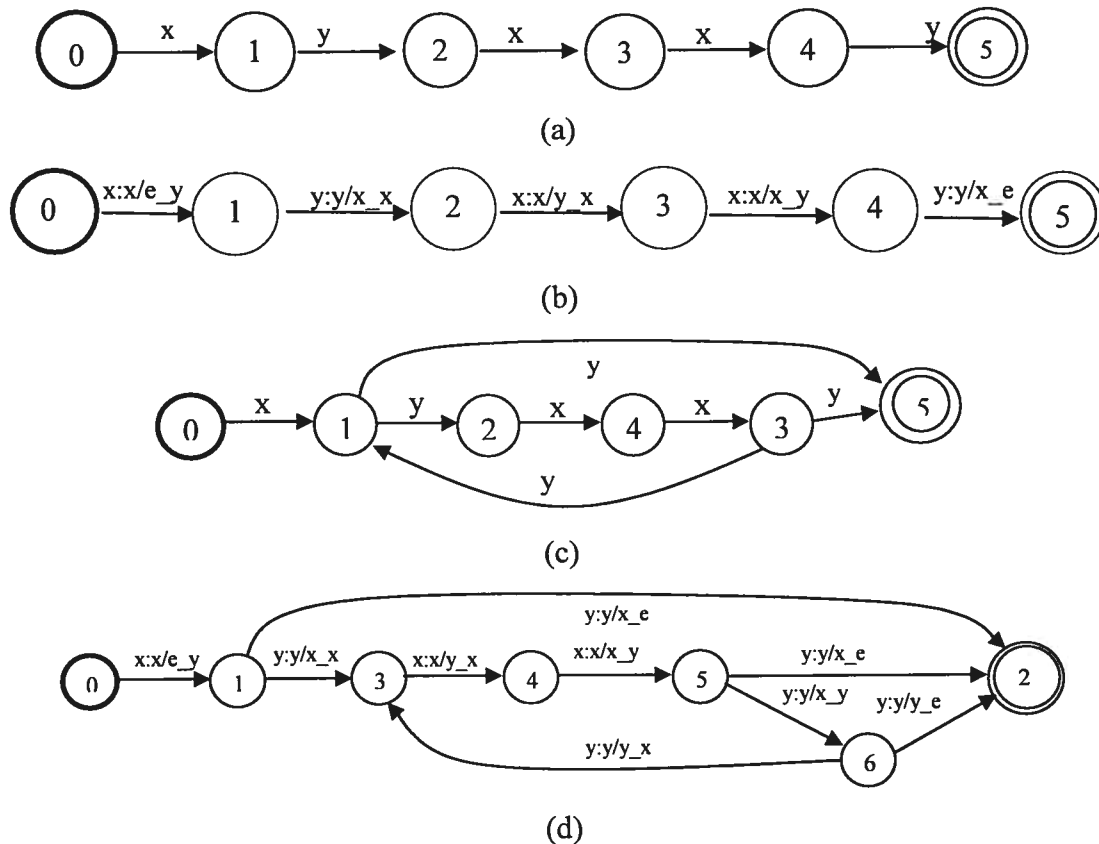 x y x x y
0 1 2 3 4 5
(a)
x:x/e_y y:y/x_x x:x/y_x x:x/x_y y:y/x_e
0 1 2 3 4 5
(b)
y
x y x x y
0 1 2 4 3 5
y
(c)
y:y/x_e
x:x/e_y y:y/x_x x:x/y_x x:x/x_y y:y/x_e
0 1 3 4 5 2
y:y/x_y y:y/y_e
y:y/y_x 6
(d)